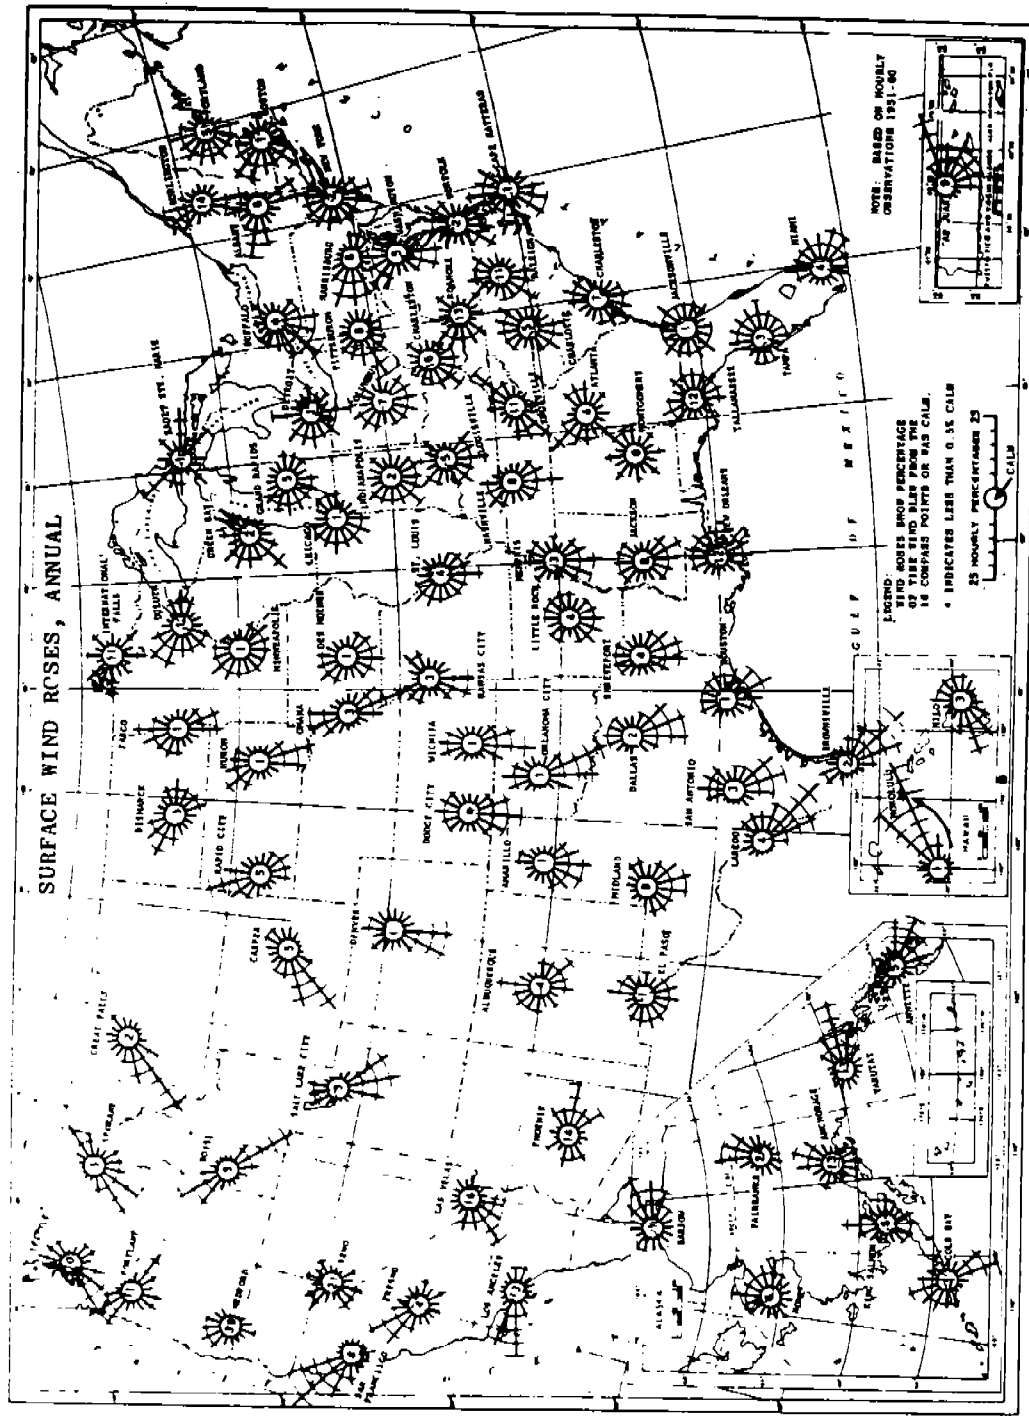 SURFACE WIND ROSES, ANNUAL
INTERNATIONAL
FALLS
DULUTH
SAULT STE. MARIE
BURLINGTON
PORTLAND
BOSTON
ALBANY
NEW YORK
BUFFALO
DETROIT
GRAND RAPIDS
GREEN BAY
MINNEAPOLIS
FARGO
BISMARCK
HURON
RAPID CITY
GREAT FALLS
SPOKANE
PORTLAND
MEDFORD
BOISE
CASPER
SALT LAKE CITY
RENO
FRESNO
SAN
FRANCISCO
LOS ANGELES
LAS VEGAS
PHOENIX
ALBUQUERQUE
DENVER
EL PASO
MIDLAND
AMARILLO
DODGE CITY
WICHITA
OKLAHOMA CITY
OMAHA
DES MOINES
KANSAS CITY
CHICAGO
INDIANAPOLIS
ST. LOUIS
LOUISVILLE
NASHVILLE
MEMPHIS
LITTLE ROCK
PITTSBURGH
CHARLESTON
ROANOKE
NORFOLK
CAPE HATTERAS
RALEIGH
CHARLOTTE
CHARLESTON
ATLANTA
MONTGOMERY
JACKSON
SHREVEPORT
DALLAS
SAN ANTONIO
LAREDO
BROWNSVILLE
HOUSTON
NEW ORLEANS
TALLAHASSEE
JACKSONVILLE
TAMPA
MIAMI
GULF OF MEXICO
NOTE: BASED ON HOURLY
OBSERVATIONS 1951-60
LEGEND:
WIND ROSES SHOW PERCENTAGE
OF TIME WIND BLEW FROM THE
16 COMPASS POINTS OR WAS CALM.
* INDICATES LESS THAN 0.5% CALM
25 HOURLY PERCENTAGES 25
CALM
HONOLULU
HILO
HAWAII
ALASKA
BARROW
FAIRBANKS
ANCHORAGE
YAKUTAT
ANNETTE
KING
SALMON
COLD BAY
SAN JUAN